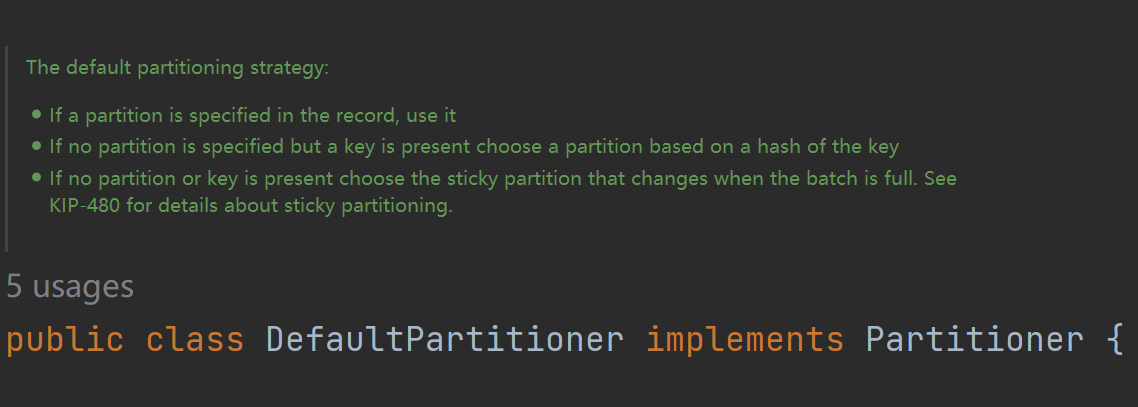 The default partitioning strategy:
• If a partition is specified in the record, use it
• If no partition is specified but a key is present choose a partition based on a hash of the key
• If no partition or key is present choose the sticky partition that changes when the batch is full. See
KIP-480 for details about sticky partitioning.
5 usages
public class DefaultPartitioner implements Partitioner {